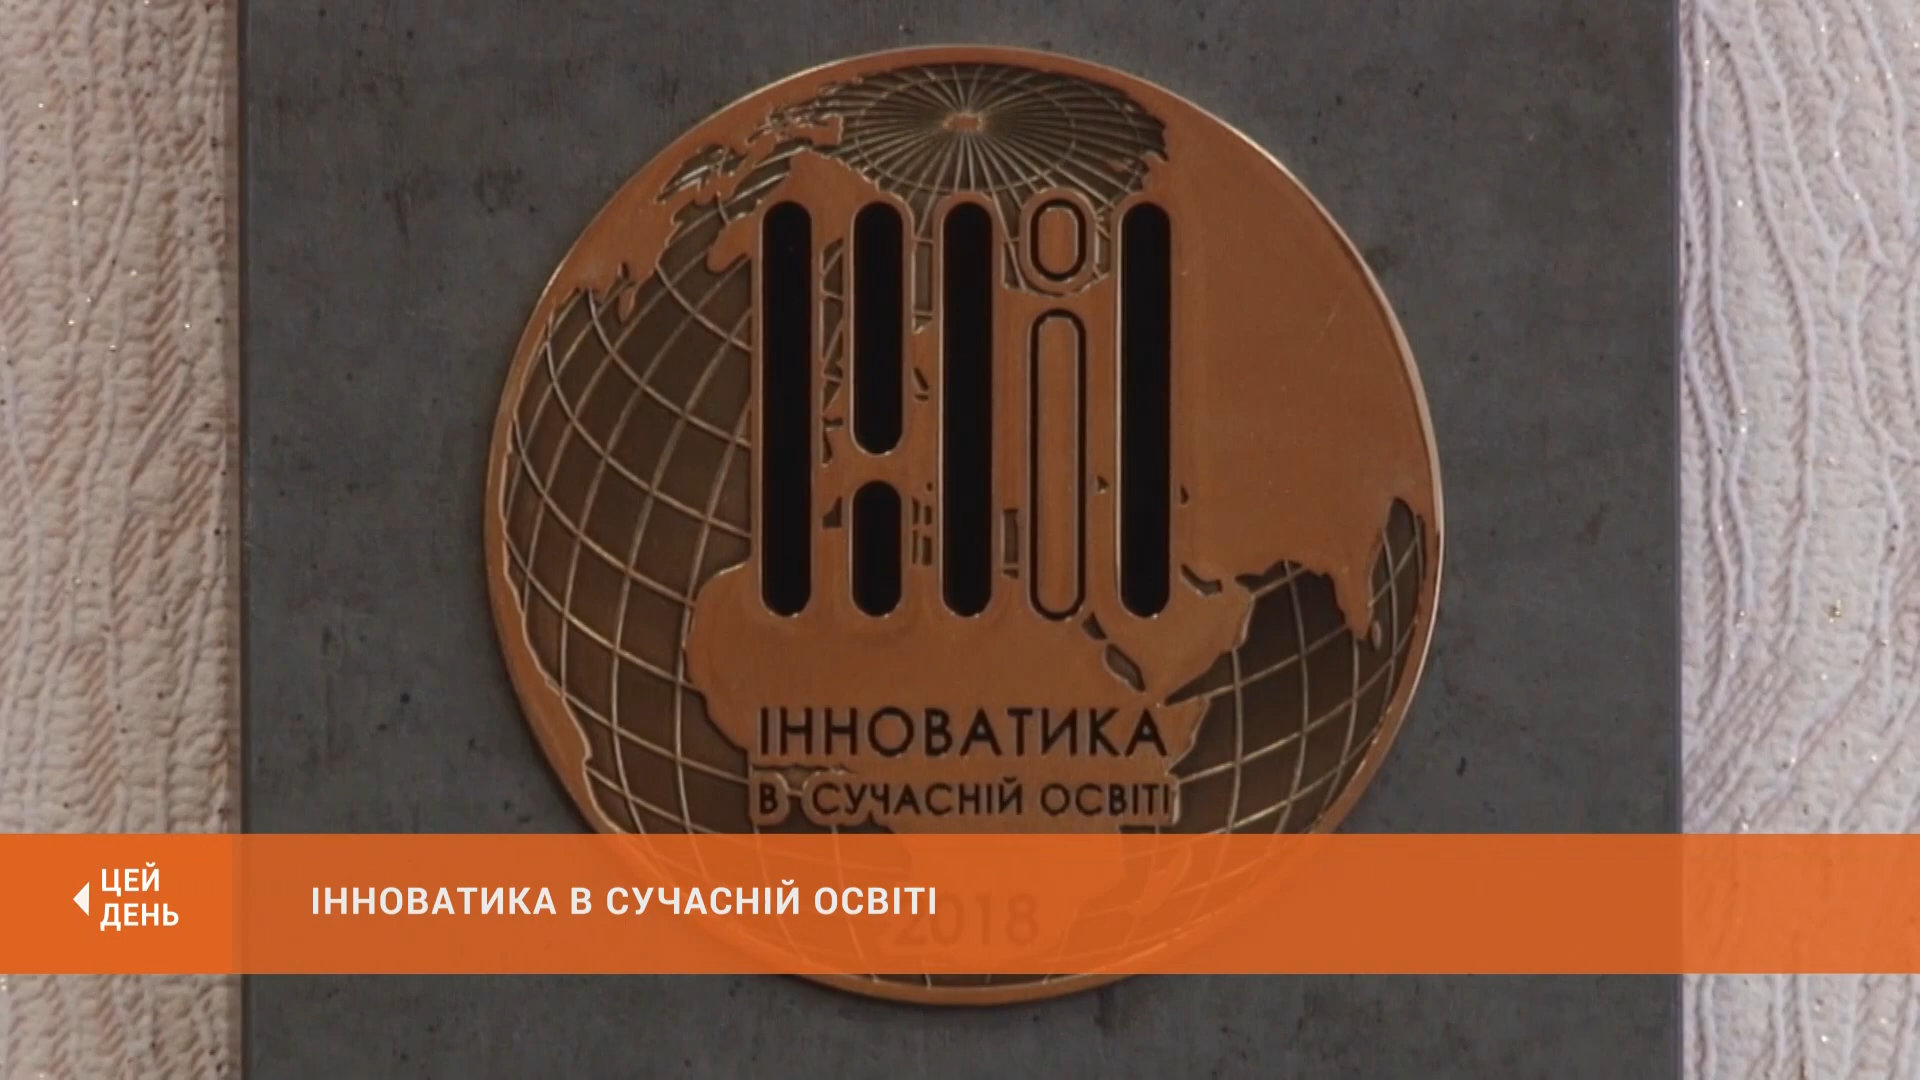 ІННОВАТИКА
В СУЧАСНІЙ ОСВІТІ
2018
ЦЕЙ
ДЕНЬ
ІННОВАТИКА В СУЧАСНІЙ ОСВІТІ